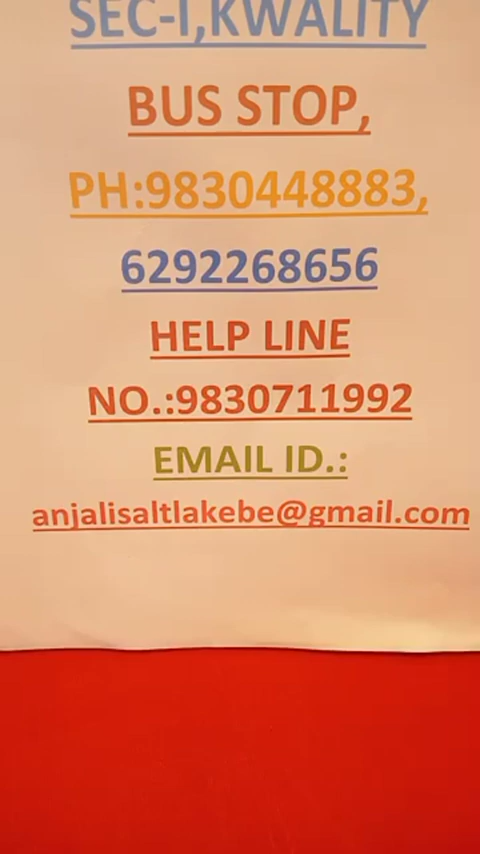 SEC-I,KWALITY
BUS STOP,
PH:9830448883,
6292268656
HELP LINE
NO.:9830711992
EMAIL ID.:
anjalisaltlakebe@gmail.com